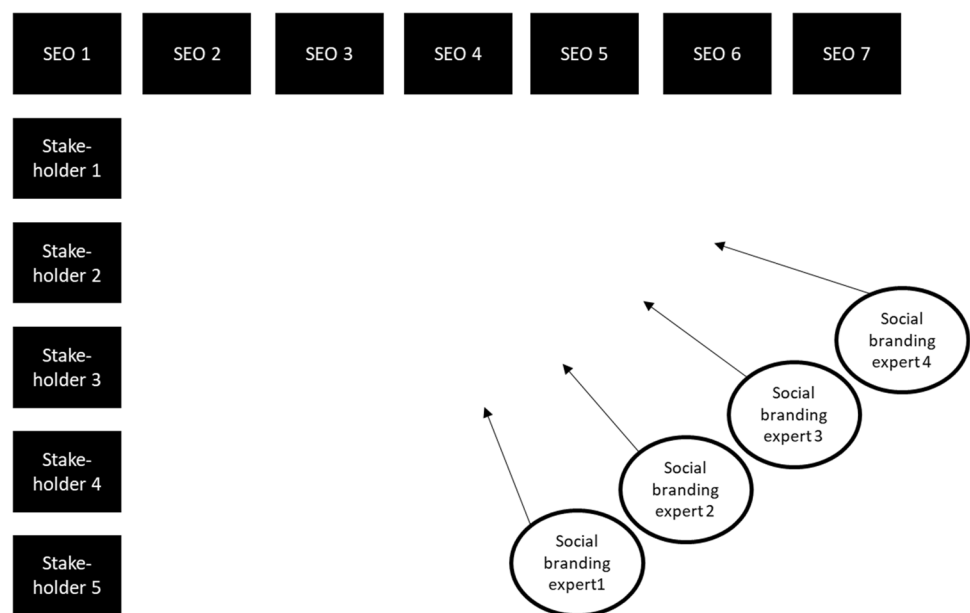 SEO 1
SEO 2
SEO 3
SEO 4
SEO 5
SEO 6
SEO 7
Stake-
holder 1
Stake-
holder 2
Stake-
holder 3
Stake-
holder 4
Stake-
holder 5
Social
branding
expert 4
Social
branding
expert 3
Social
branding
expert 2
Social
branding
expert1